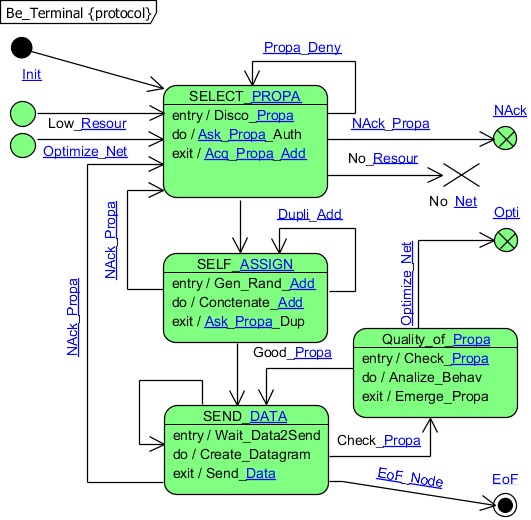 Be_Terminal {protocol}
Propa_Deny
Init
SELECT_PROPA
entry / Disco_Propa
do / Ask_Propa_Auth
exit / Acq_Propa_Add
Low_Resour
Optimize_Net
NAck_Propa
NAck
No_Resour
No Net
NAck_Propa
NAck_Propa
Dupli_Add
Opti
SELF_ASSIGN
entry / Gen_Rand_Add
do / Conctenate_Add
exit / Ask_Propa_Dup
Optimize_Net
Good_Propa
Quality_of_Propa
entry / Check_Propa
do / Analize_Behav
exit / Emerge_Propa
SEND_DATA
entry / Wait_Data2Send
do / Create_Datagram
exit / Send_Data
Check_Propa
EoF_Node
EoF